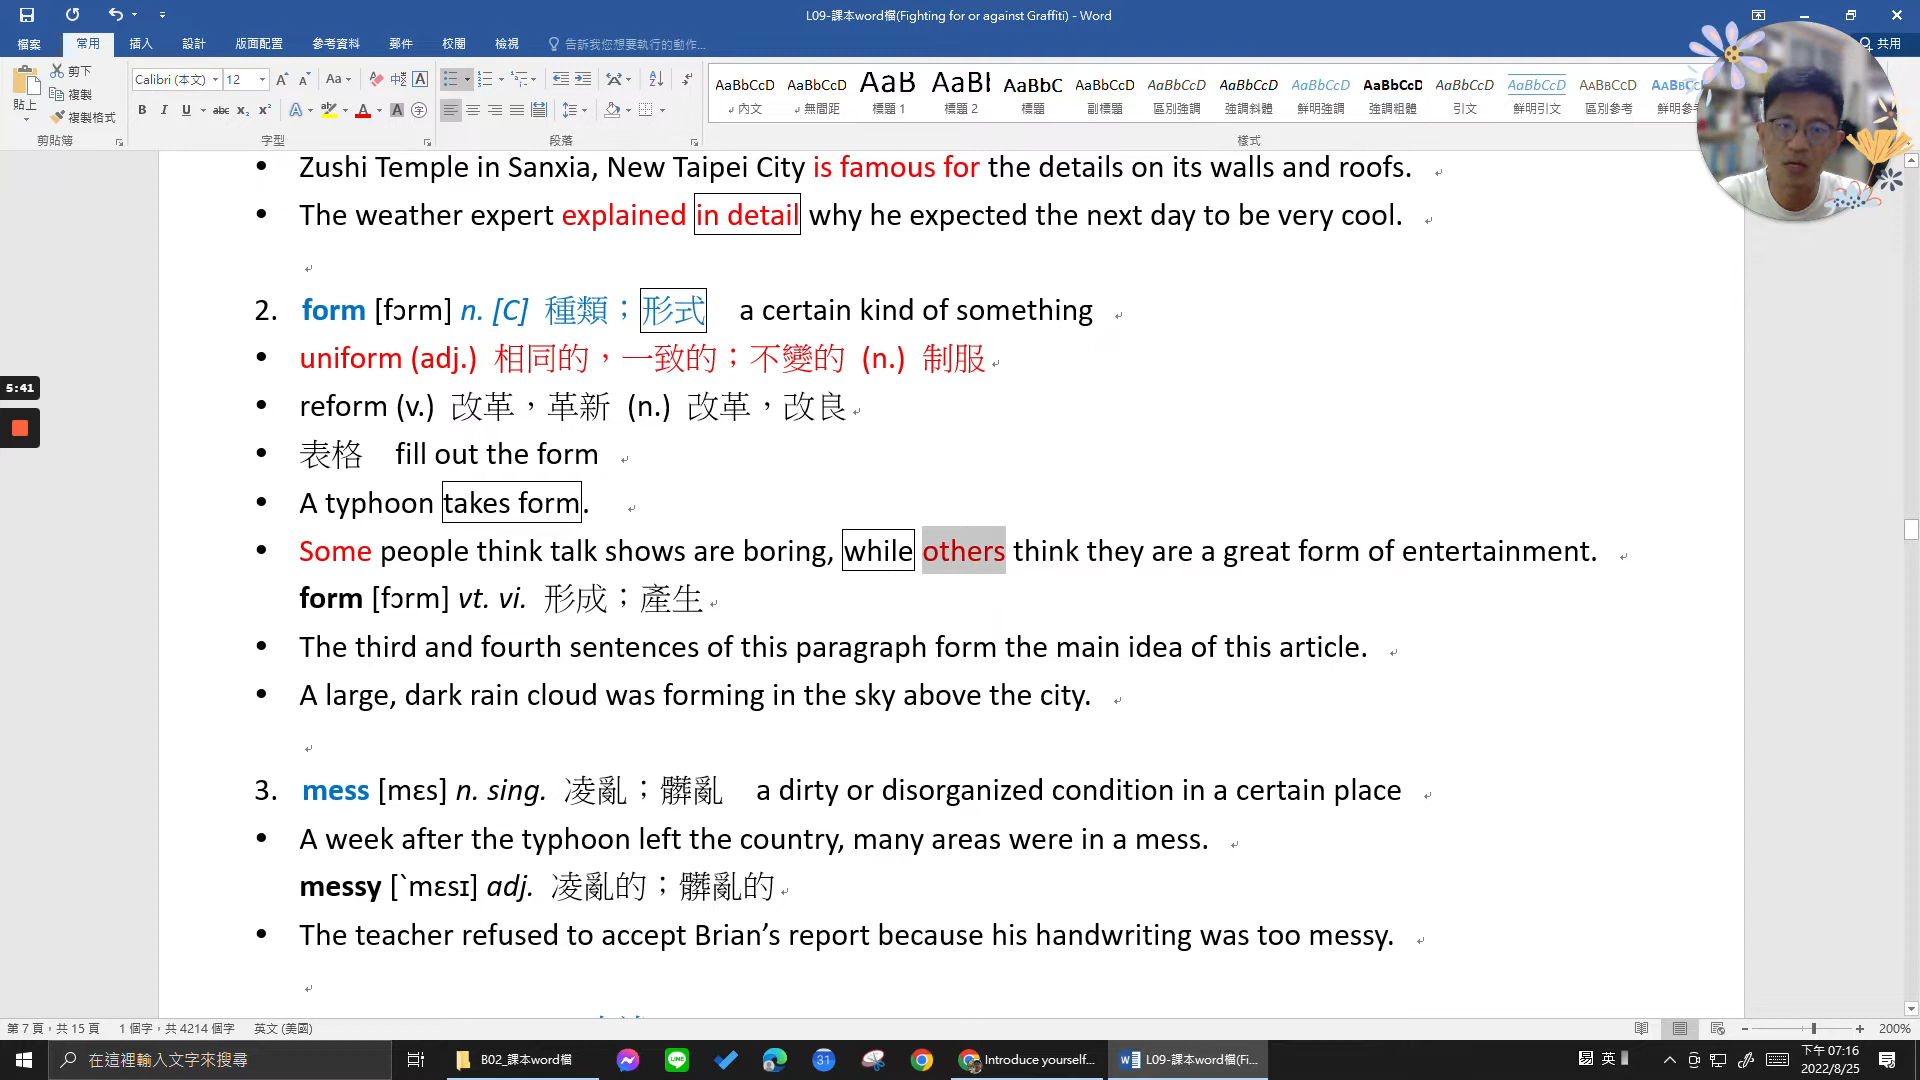 L09-課本word檔(Fighting for or against Graffiti) - Word
檔案 常用 插入 設計 版面配置 參考資料 郵件 校閱 檢視 告訴我您想要執行的動作... 共用
貼上 剪下 複製 複製格式
Calibri (本文) 12
AaBbCcD AaBbCcD AaB AaBl AaBbC AaBbCcD AaBbCcD AaBbCcD AaBbCcD AaBbCcD AaBbCcD AaBbCcD AaBbCcD
內文 無間距 標題 1 標題 2 標題 副標題 區別強調 強調斜體 鮮明強調 強調粗體 引文 鮮明引文 區別參考 鮮明參
剪貼簿 字型 段落 樣式
• Zushi Temple in Sanxia, New Taipei City is famous for the details on its walls and roofs.
• The weather expert explained in detail why he expected the next day to be very cool.
2. form [fɔrm] n. [C] 種類；形式 a certain kind of something
• uniform (adj.) 相同的，一致的；不變的 (n.) 制服
5:41
• reform (v.) 改革，革新 (n.) 改革，改良
• 表格 fill out the form
• A typhoon takes form.
• Some people think talk shows are boring, while others think they are a great form of entertainment.
form [fɔrm] vt. vi. 形成；產生
• The third and fourth sentences of this paragraph form the main idea of this article.
• A large, dark rain cloud was forming in the sky above the city.
3. mess [mɛs] n. sing. 凌亂；髒亂 a dirty or disorganized condition in a certain place
• A week after the typhoon left the country, many areas were in a mess.
messy [ˋmɛsɪ] adj. 凌亂的；髒亂的
• The teacher refused to accept Brian’s report because his handwriting was too messy.
第 7 頁，共 15 頁 1 個字，共 4214 個字 英文 (美國) 200%
在這裡輸入文字來搜尋 B02_課本word檔 31 Introduce yourself... L09-課本word檔(Fi... 英 下午 07:16
2022/8/25